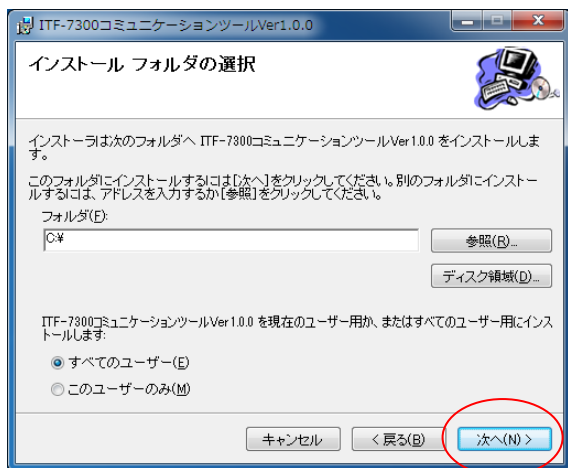 ITF-7300コミュニケーションツールVer1.0.0
インストール フォルダの選択
インストーラは次のフォルダへ ITF-7300コミュニケーションツールVer1.0.0 をインストールしま
す。
このフォルダにインストールするには[次へ]をクリックしてください。別のフォルダにインストー
ルするには、アドレスを入力するか[参照]をクリックしてください。
フォルダ(F):
C:¥
参照(R)...
ディスク領域(D)...
ITF-7300コミュニケーションツールVer1.0.0 を現在のユーザー用か、またはすべてのユーザー用にインス
トールします:
すべてのユーザー(E)
このユーザーのみ(M)
キャンセル
< 戻る(B)
次へ(N) >